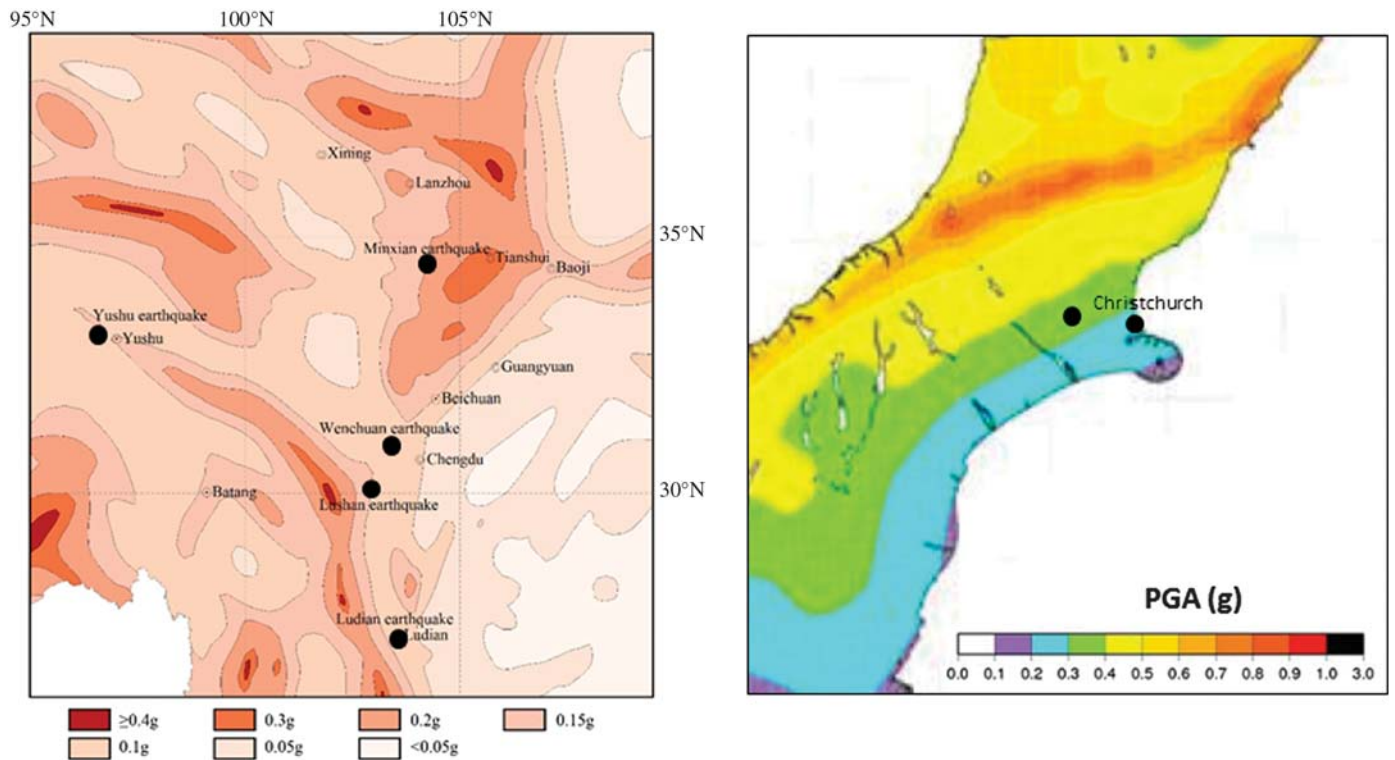 95°N 100°N 105°N
Xining
Lanzhou
35°N
Minxian earthquake
Tianshui
Baoji
Yushu earthquake
Yushu
Guangyuan
Beichuan
Wenchuan earthquake
Chengdu
30°N
Batang
Lushan earthquake
Ludian earthquake
Ludian
≥0.4g 0.3g 0.2g 0.15g
0.1g 0.05g <0.05g
Christchurch
PGA (g)
0.0 0.1 0.2 0.3 0.4 0.5 0.6 0.7 0.8 0.9 1.0 3.0